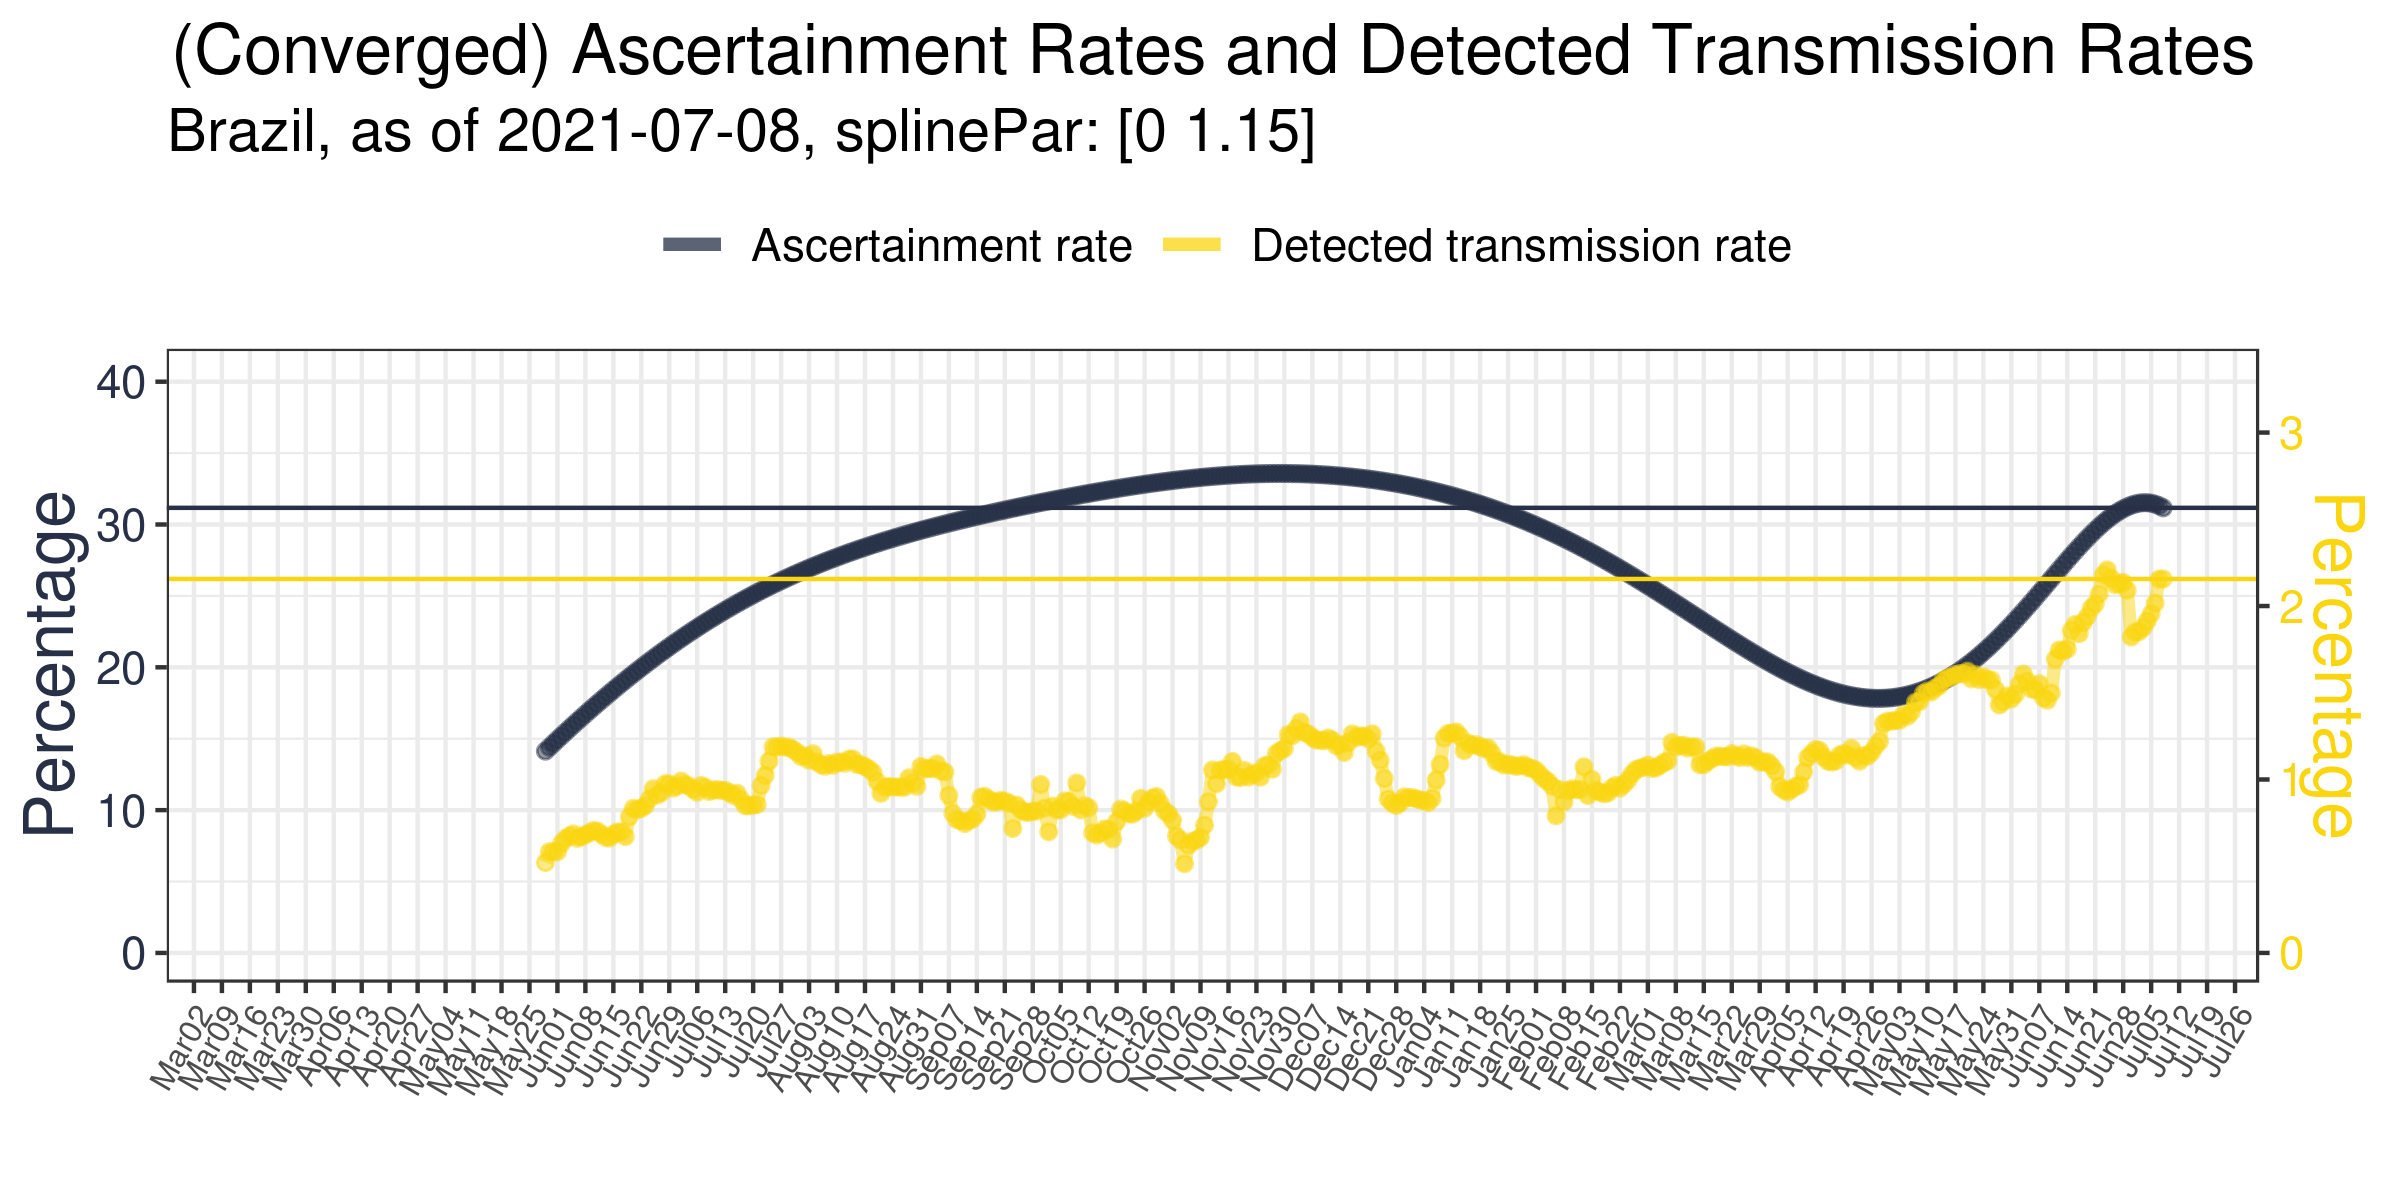 (Converged) Ascertainment Rates and Detected Transmission Rates
Brazil, as of 2021-07-08, splinePar: [0 1.15]
Ascertainment rate
Detected transmission rate
Percentage
40
30
20
10
0
3
2
1
0
Percentage
Mar02
Mar09
Mar16
Mar23
Mar30
Apr06
Apr13
Apr20
Apr27
May04
May11
May18
May25
Jun01
Jun08
Jun15
Jun22
Jun29
Jul06
Jul13
Jul20
Jul27
Aug03
Aug10
Aug17
Aug24
Aug31
Sep07
Sep14
Sep21
Sep28
Oct05
Oct12
Oct19
Oct26
Nov02
Nov09
Nov16
Nov23
Nov30
Dec07
Dec14
Dec21
Dec28
Jan04
Jan11
Jan18
Jan25
Feb01
Feb08
Feb15
Feb22
Mar01
Mar08
Mar15
Mar22
Mar29
Apr05
Apr12
Apr19
Apr26
May03
May10
May17
May24
May31
Jun07
Jun14
Jun21
Jun28
Jul05
Jul12
Jul19
Jul26